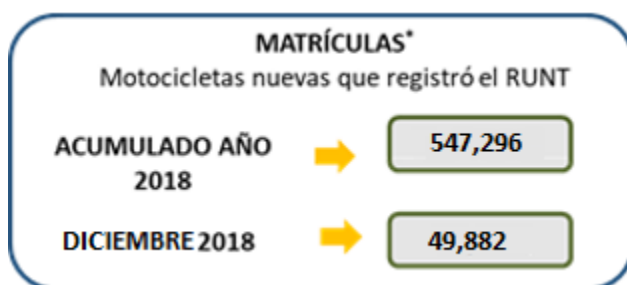 MATRÍCULAS*
Motocicletas nuevas que registró el RUNT
ACUMULADO AÑO
2018
547,296
DICIEMBRE 2018
49,882